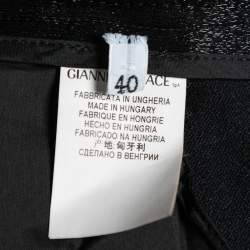 40
GIANNI ACE SpA
FABBRICATA IN UNGHERIA
MADE IN HUNGARY
FABRIQUE EN HONGRIE
HECHO EN HUNGRIA
FABRICADO NA HUNGRIA
产地:匈牙利
СДЕЛАНО В ВЕНГРИИ